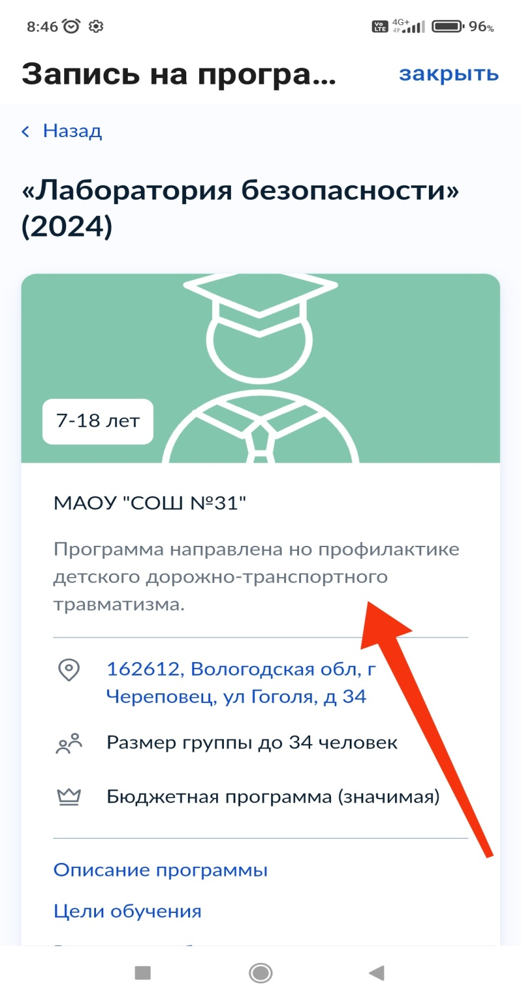 8:46
Vo LTE 4G+ 96%
Запись на програ...
закрыть
Назад
«Лаборатория безопасности»
(2024)
7-18 лет
МАОУ "СОШ №31"
Программа направлена но профилактике
детского дорожно-транспортного
травматизма.
162612, Вологодская обл, г
Череповец, ул Гоголя, д 34
Размер группы до 34 человек
Бюджетная программа (значимая)
Описание программы
Цели обучения